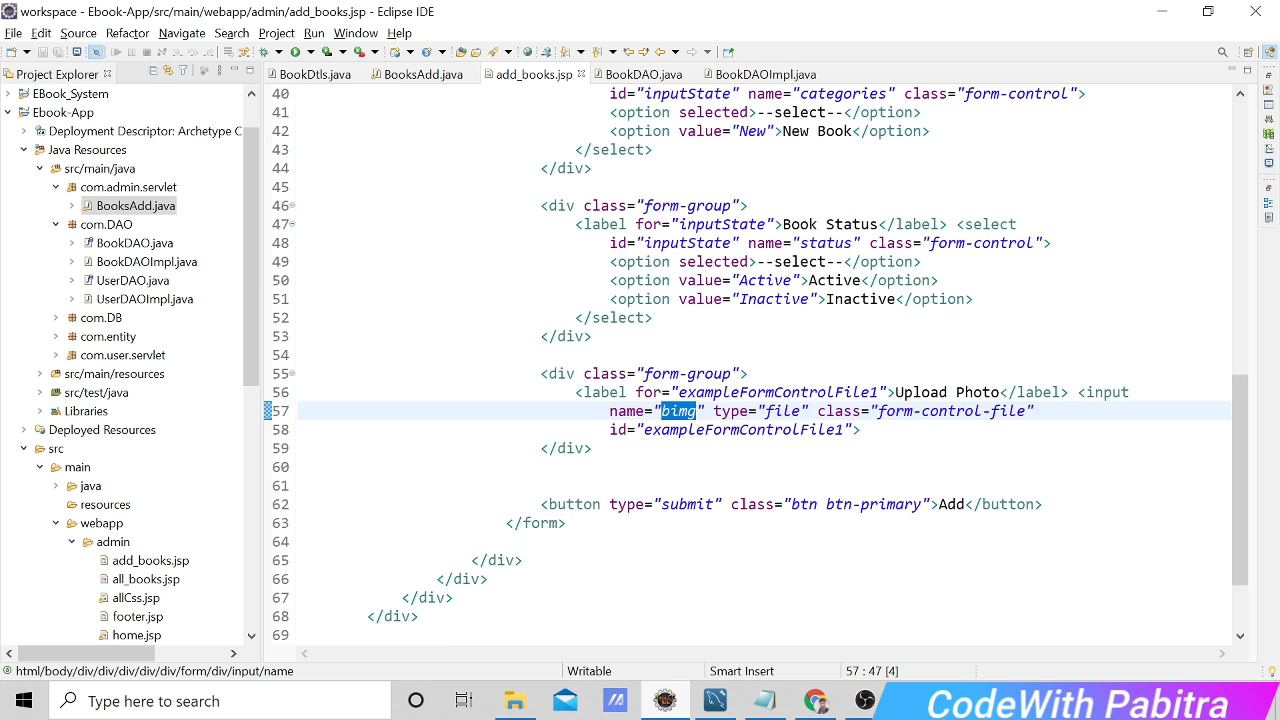 workspace - Ebook-App/src/main/webapp/admin/add_books.jsp - Eclipse IDE
File Edit Source Refactor Navigate Search Project Run Window Help
Project Explorer
BookDtls.java BooksAdd.java add_books.jsp BookDAO.java BookDAOImpl.java
EBook_System
Ebook-App
Deployment Descriptor: Archetype C
Java Resources
src/main/java
com.admin.servlet
BooksAdd.java
com.DAO
BookDAO.java
BookDAOImpl.java
UserDAO.java
UserDAOImpl.java
com.DB
com.entity
com.user.servlet
src/main/resources
src/test/java
Libraries
Deployed Resources
src
main
java
resources
webapp
admin
add_books.jsp
all_books.jsp
allCss.jsp
footer.jsp
home.jsp
40 id="inputState" name="categories" class="form-control">
41 <option selected>--select--</option>
42 <option value="New">New Book</option>
43 </select>
44 </div>
45
46 <div class="form-group">
47 <label for="inputState">Book Status</label> <select
48 id="inputState" name="status" class="form-control">
49 <option selected>--select--</option>
50 <option value="Active">Active</option>
51 <option value="Inactive">Inactive</option>
52 </select>
53 </div>
54
55 <div class="form-group">
56 <label for="exampleFormControlFile1">Upload Photo</label> <input
57 name="bimg" type="file" class="form-control-file"
58 id="exampleFormControlFile1">
59 </div>
60
61
62 <button type="submit" class="btn btn-primary">Add</button>
63 </form>
64
65 </div>
66 </div>
67 </div>
68 </div>
69
html/body/div/div/div/div/div/form/div/input/name Writable Smart Insert 57 : 47 [4]
Type here to search
CodeWith Pabitra